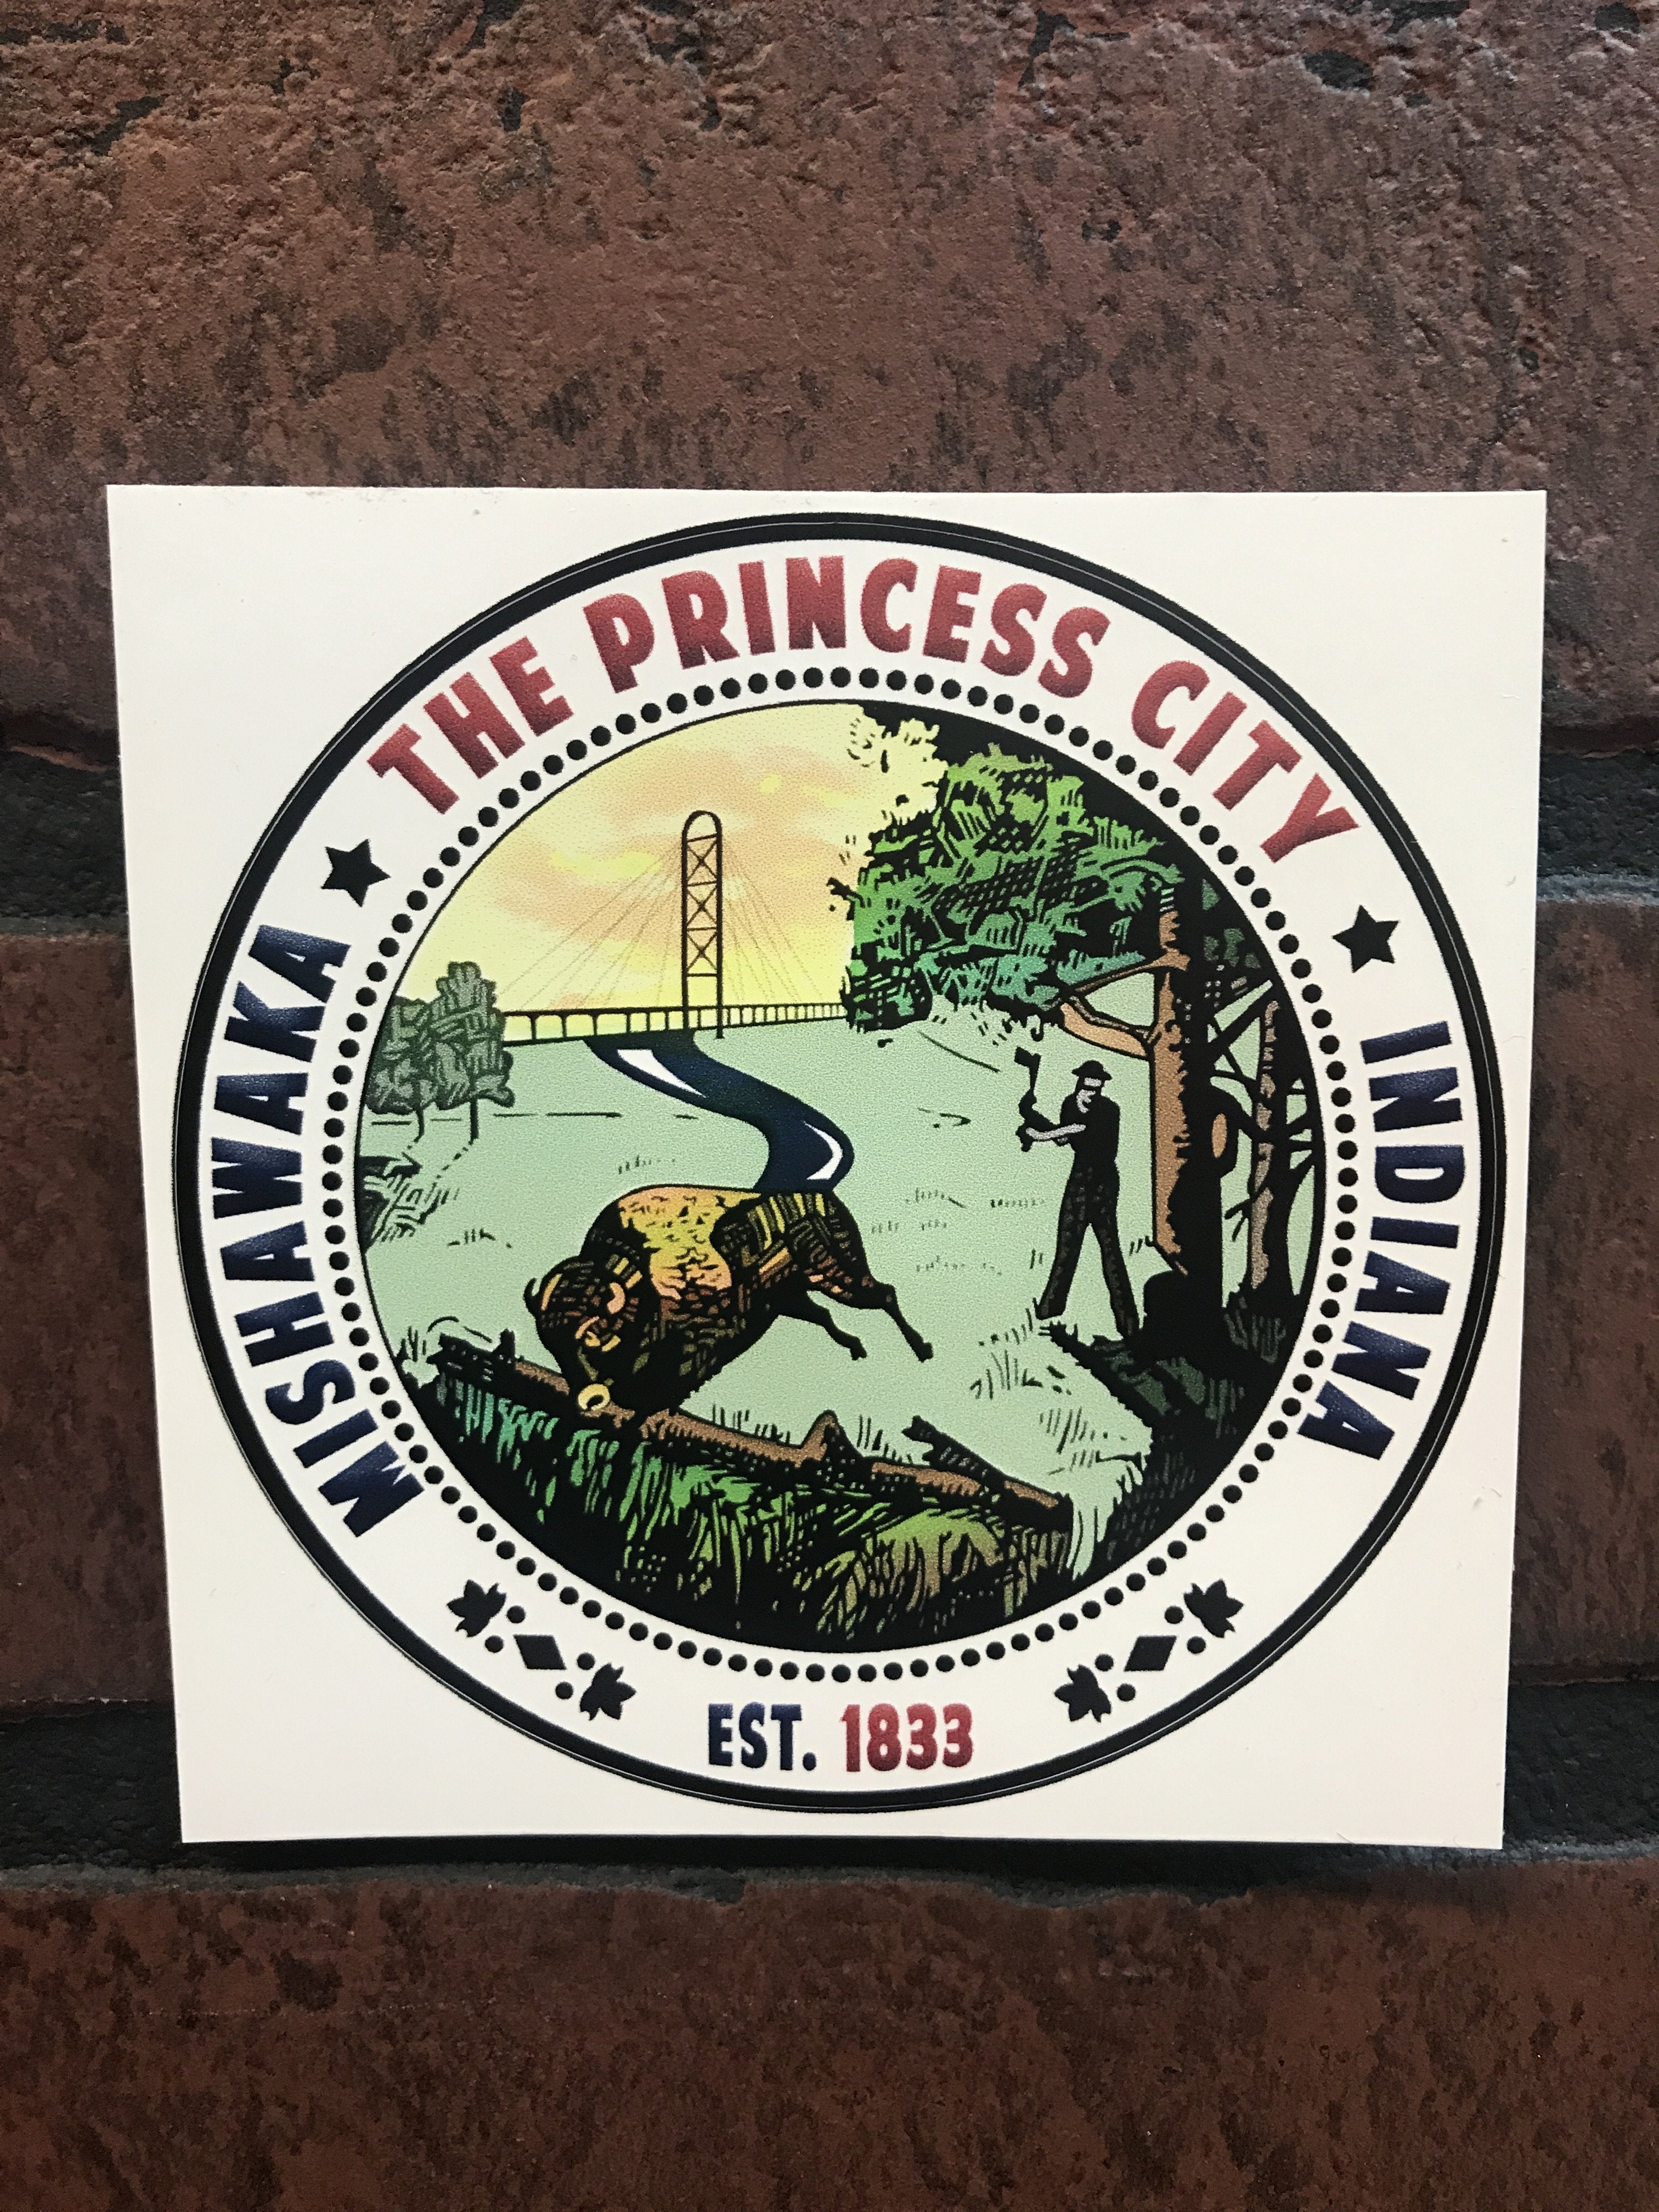 MISHAWAKA ★ THE PRINCESS CITY ★ INDIANA
EST. 1833